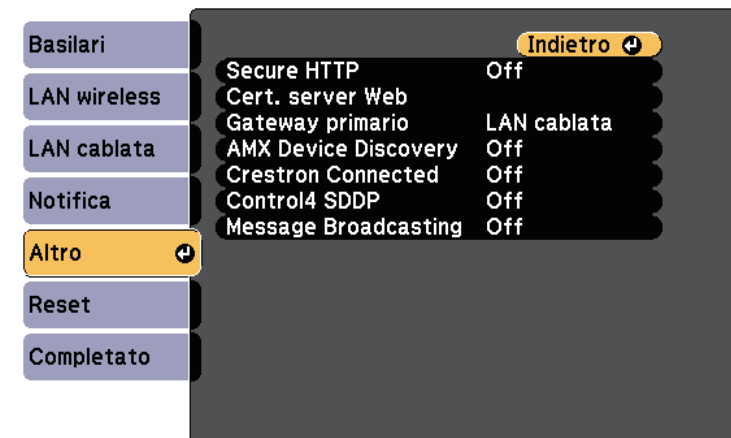 Basilari
LAN wireless
LAN cablata
Notifica
Altro
Reset
Completato
Indietro
Secure HTTP Off
Cert. server Web
Gateway primario LAN cablata
AMX Device Discovery Off
Crestron Connected Off
Control4 SDDP Off
Message Broadcasting Off